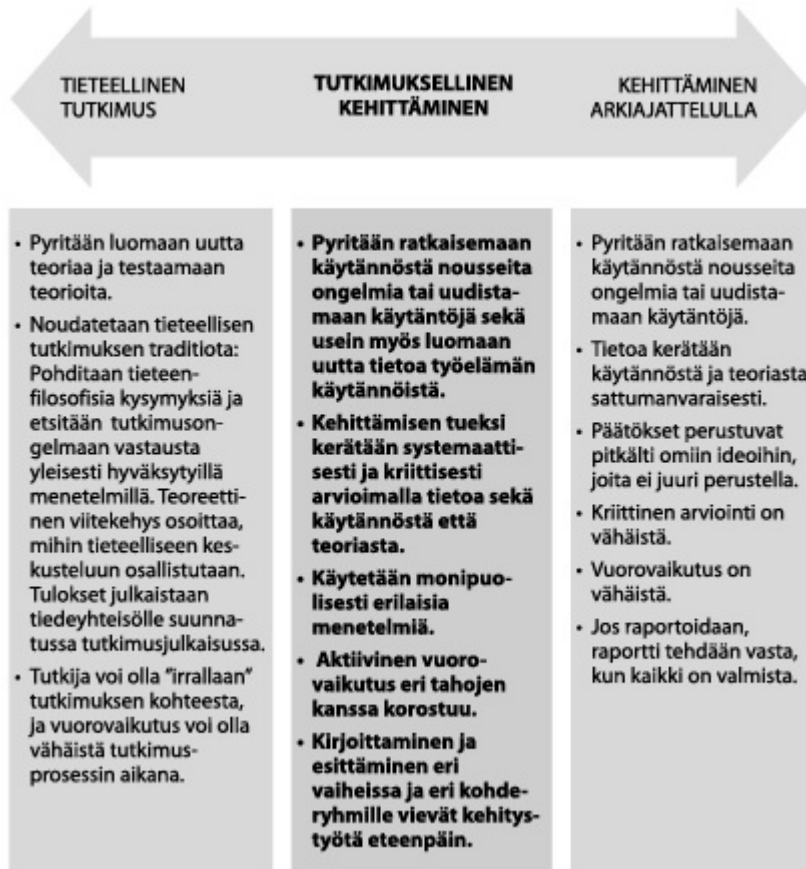 TIETEELLINEN
TUTKIMUS
TUTKIMUKSELLINEN
KEHITTÄMINEN
KEHITTÄMINEN
ARKIAJATTELULLA
• Pyritään luomaan uutta
teoriaa ja testaamaan
teorioita.
• Noudatetaan tieteellisen
tutkimuksen traditiota:
Pohditaan tieteen-
filosofisia kysymyksiä ja
etsitään tutkimuson-
gelmaan vastausta
yleisesti hyväksytyillä
menetelmillä. Teoreetti-
nen viitekehys osoittaa,
mihin tieteelliseen kes-
kusteluun osallistutaan.
Tulokset julkaistaan
tiedeyhteisölle suunna-
tussa tutkimusjulkaisussa.
• Tutkija voi olla "irrallaan"
tutkimuksen kohteesta,
ja vuorovaikutus voi olla
vähäistä tutkimus-
prosessin aikana.
• Pyritään ratkaisemaan
käytännöstä nousseita
ongelmia tai uudista-
maan käytäntöjä sekä
usein myös luomaan
uutta tietoa työelämän
käytännöistä.
• Kehittämisen tueksi
kerätään systemaatti-
sesti ja kriittisesti
arvioimalla tietoa sekä
käytännöstä että
teoriasta.
• Käytetään monipuo-
lisesti erilaisia
menetelmiä.
• Aktiivinen vuoro-
vaikutus eri tahojen
kanssa korostuu.
• Kirjoittaminen ja
esittäminen eri
vaiheissa ja eri kohde-
ryhmille vievät kehitys-
työtä eteenpäin.
• Pyritään ratkaisemaan
käytännöstä nousseita
ongelmia tai uudista-
maan käytäntöjä.
• Tietoa kerätään
käytännöstä ja teoriasta
sattumanvaraisesti.
• Päätökset perustuvat
pitkälti omiin ideoihin,
joita ei juuri perustella.
• Kriittinen arviointi on
vähäistä.
• Vuorovaikutus on
vähäistä.
• Jos raportoidaan,
raportti tehdään vasta,
kun kaikki on valmista.